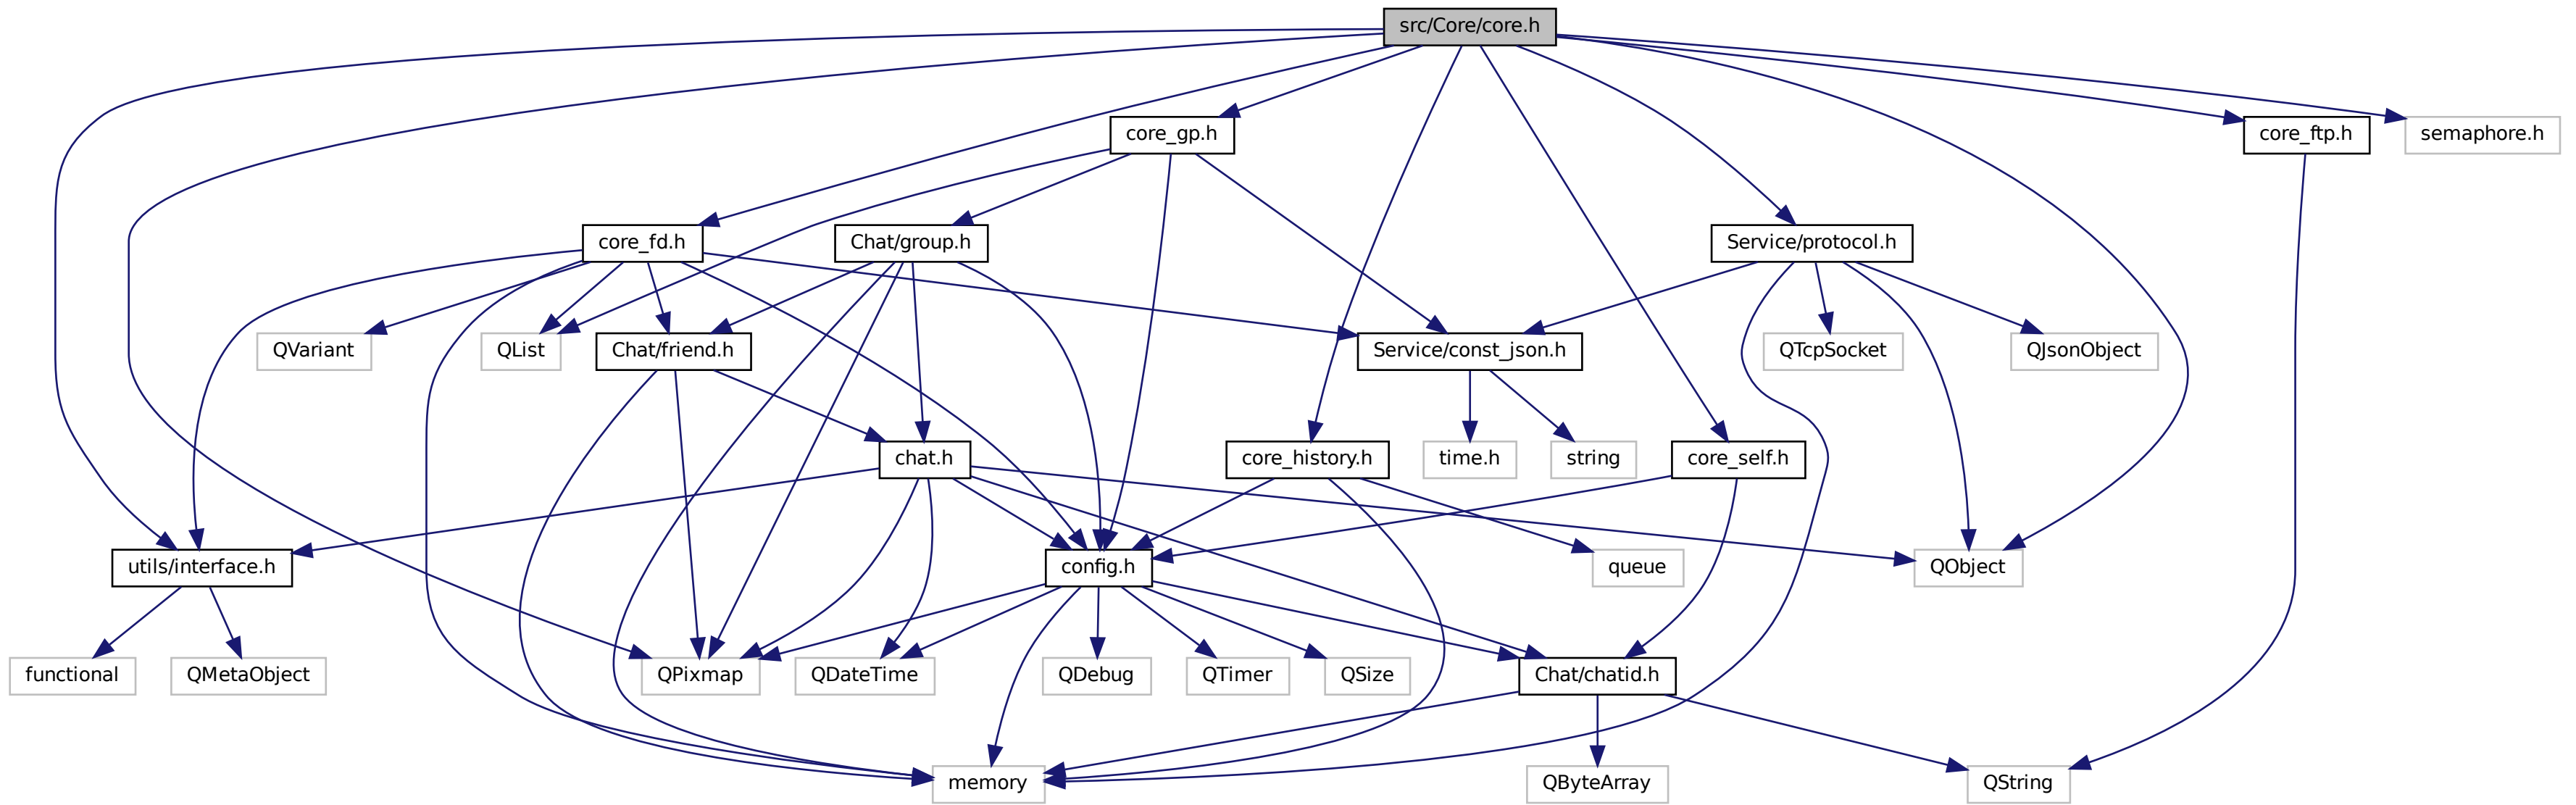 src/Core/core.h
core_gp.h
core_ftp.h
semaphore.h
core_fd.h
Chat/group.h
Service/protocol.h
QVariant
QList
Chat/friend.h
Service/const_json.h
QTcpSocket
QJsonObject
chat.h
core_history.h
time.h
string
core_self.h
utils/interface.h
config.h
queue
QObject
functional
QMetaObject
QPixmap
QDateTime
QDebug
QTimer
QSize
Chat/chatid.h
memory
QByteArray
QString